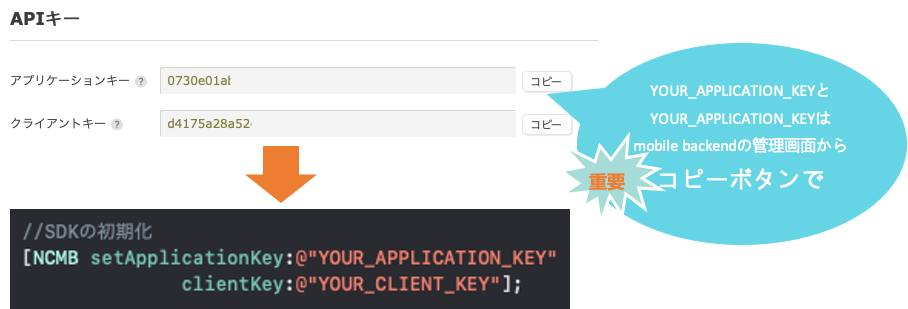 APIキー
アプリケーションキー ?
0730e01ab
コピー
クライアントキー ?
d4175a28a52
コピー
YOUR_APPLICATION_KEYと
YOUR_APPLICATION_KEYは
mobile backendの管理画面から
重要
コピーボタンで
//SDKの初期化
[NCMB setApplicationKey:@"YOUR_APPLICATION_KEY"
clientKey:@"YOUR_CLIENT_KEY"];